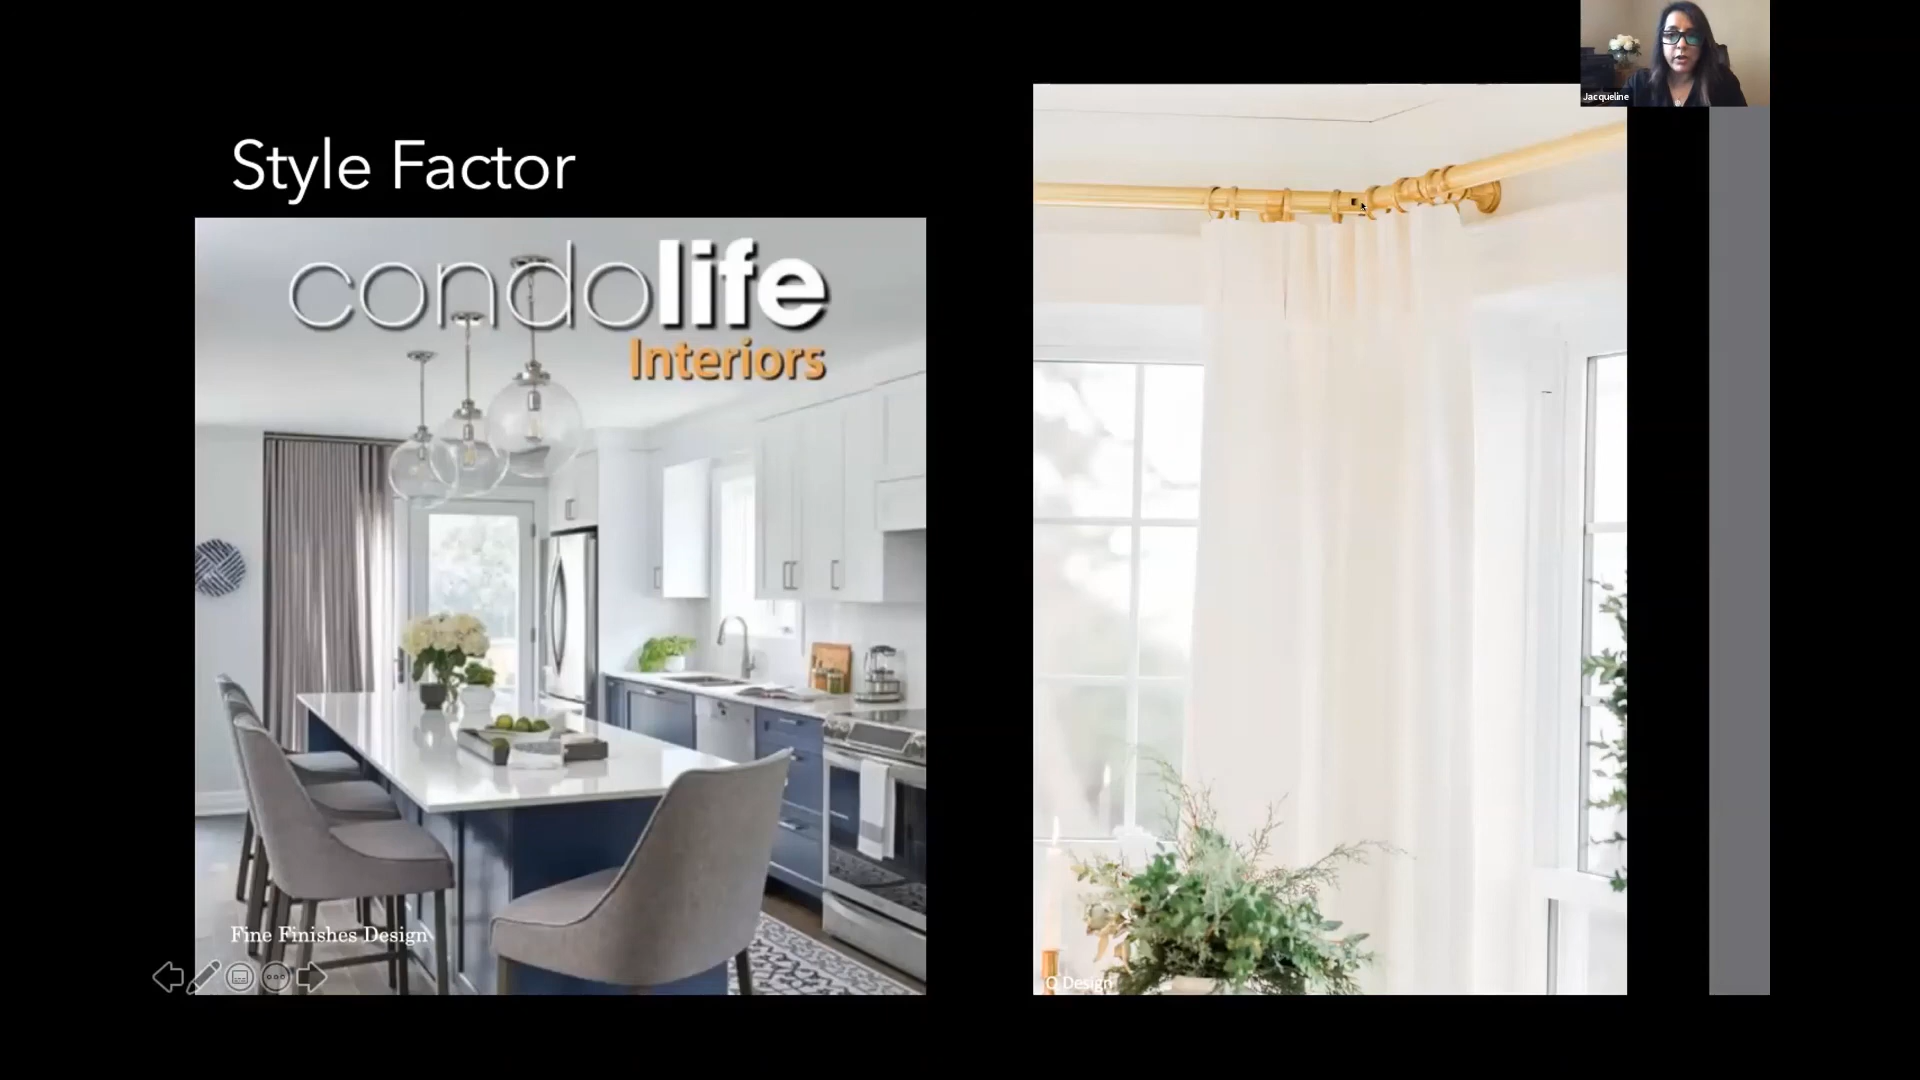 Jacqueline
Style Factor
condolife
Interiors
Fine Finishes Design
Q Design